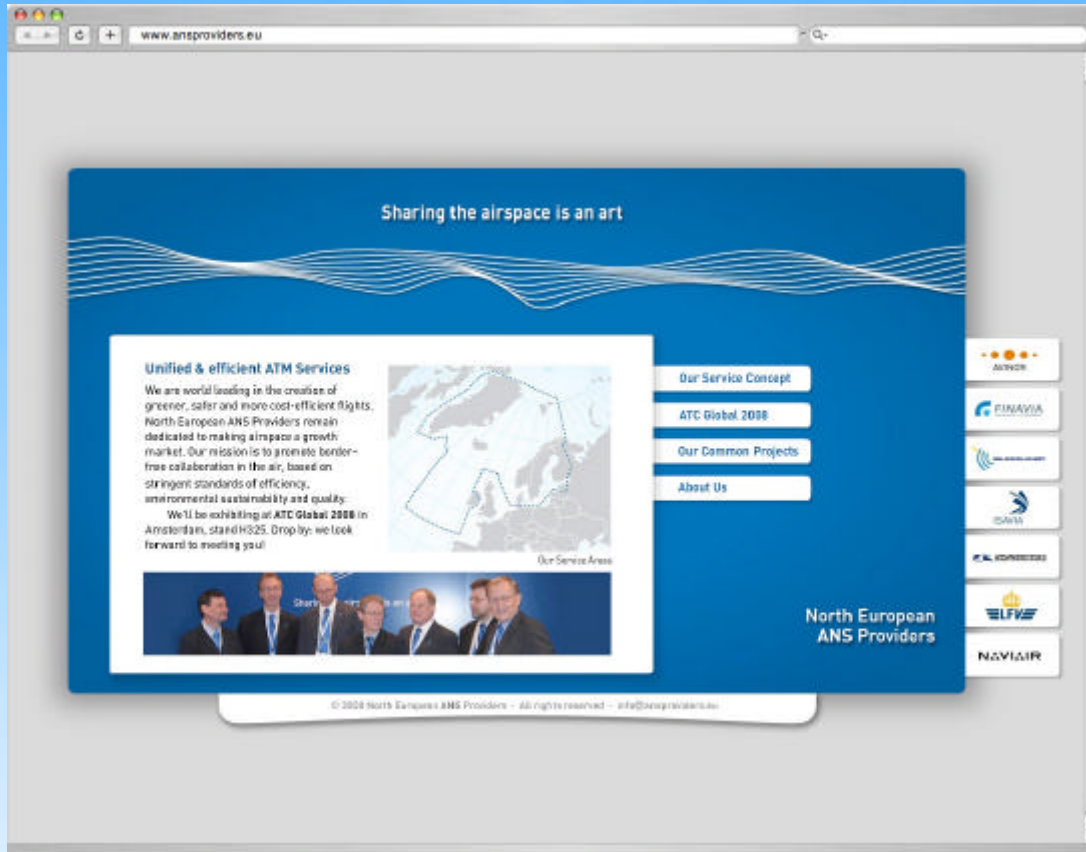 www.ansproviders.eu
Sharing the airspace is an art
Unified & efficient ATM Services
We are world leading in the creation of
greener, safer and more cost-efficient flights.
North European ANS Providers remain
dedicated to making airspace a growth
market. Our mission is to promote border-
free collaboration in the air, based on
stringent standards of efficiency,
environmental sustainability and quality.
We'll be exhibiting at ATC Global 2008 in
Amsterdam, stand H325. Drop by: we look
forward to meeting you!
Our Service Areas
Our Service Concept
ATC Global 2008
Our Common Projects
About Us
AVINOR
FINAVIA
ISAVIA
LFV
NAVIAIR
North European
ANS Providers
© 2008 North European ANS Providers - All rights reserved - info@ansproviders.eu